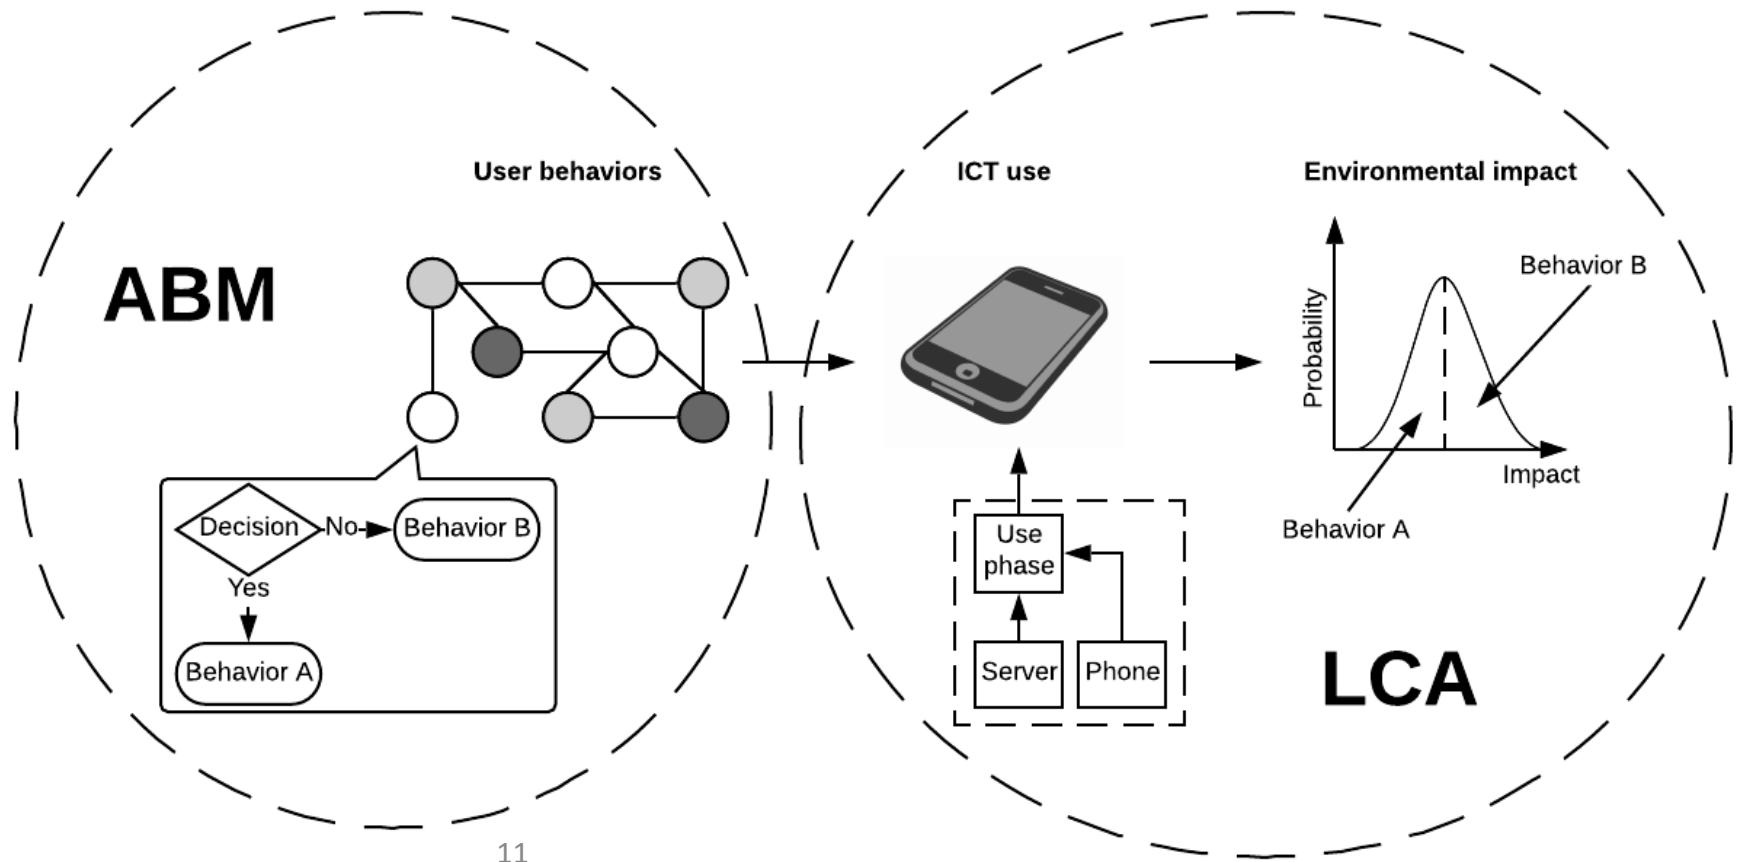 User behaviors
ABM
Decision
No
Behavior B
Yes
Behavior A
ICT use
Environmental impact
Behavior B
Probability
Impact
Behavior A
Use
phase
Server
Phone
LCA
11